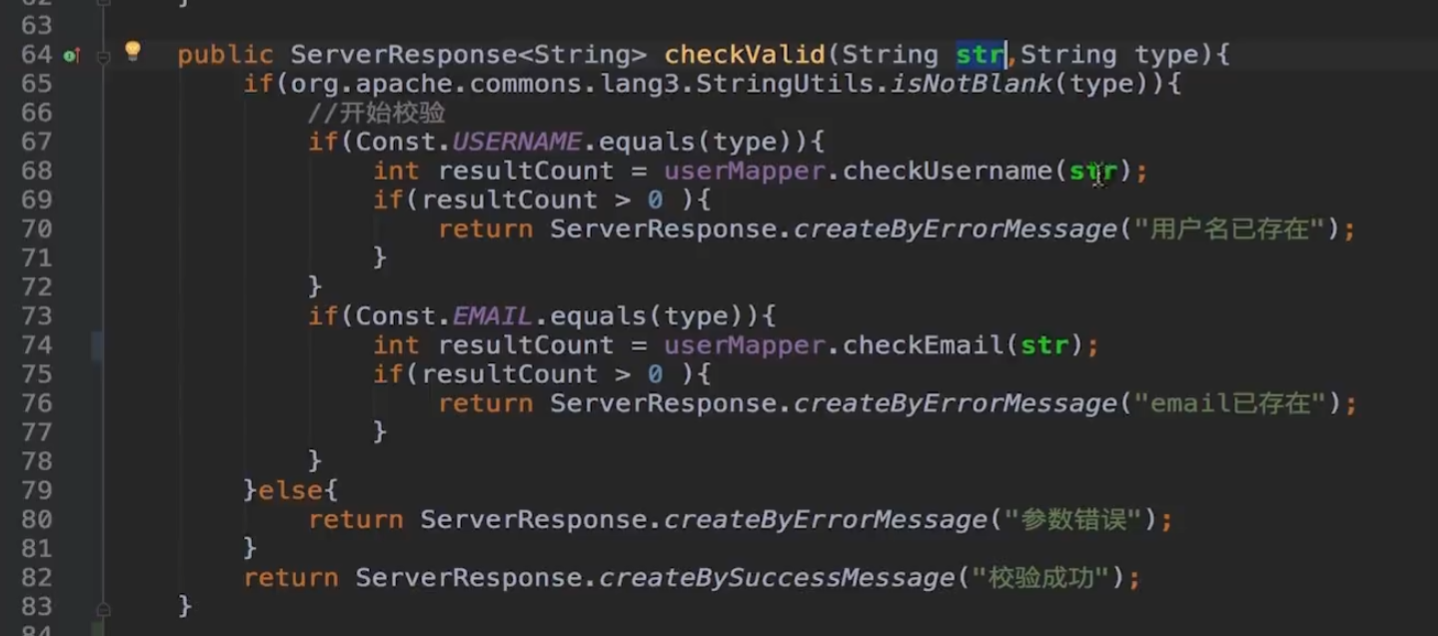 62 }
63
64 public ServerResponse<String> checkValid(String str,String type){
65 if(org.apache.commons.lang3.StringUtils.isNotBlank(type)){
66 //开始校验
67 if(Const.USERNAME.equals(type)){
68 int resultCount = userMapper.checkUsername(str);
69 if(resultCount > 0 ){
70 return ServerResponse.createByErrorMessage("用户名已存在");
71 }
72 }
73 if(Const.EMAIL.equals(type)){
74 int resultCount = userMapper.checkEmail(str);
75 if(resultCount > 0 ){
76 return ServerResponse.createByErrorMessage("email已存在");
77 }
78 }
79 }else{
80 return ServerResponse.createByErrorMessage("参数错误");
81 }
82 return ServerResponse.createBySuccessMessage("校验成功");
83 }
84